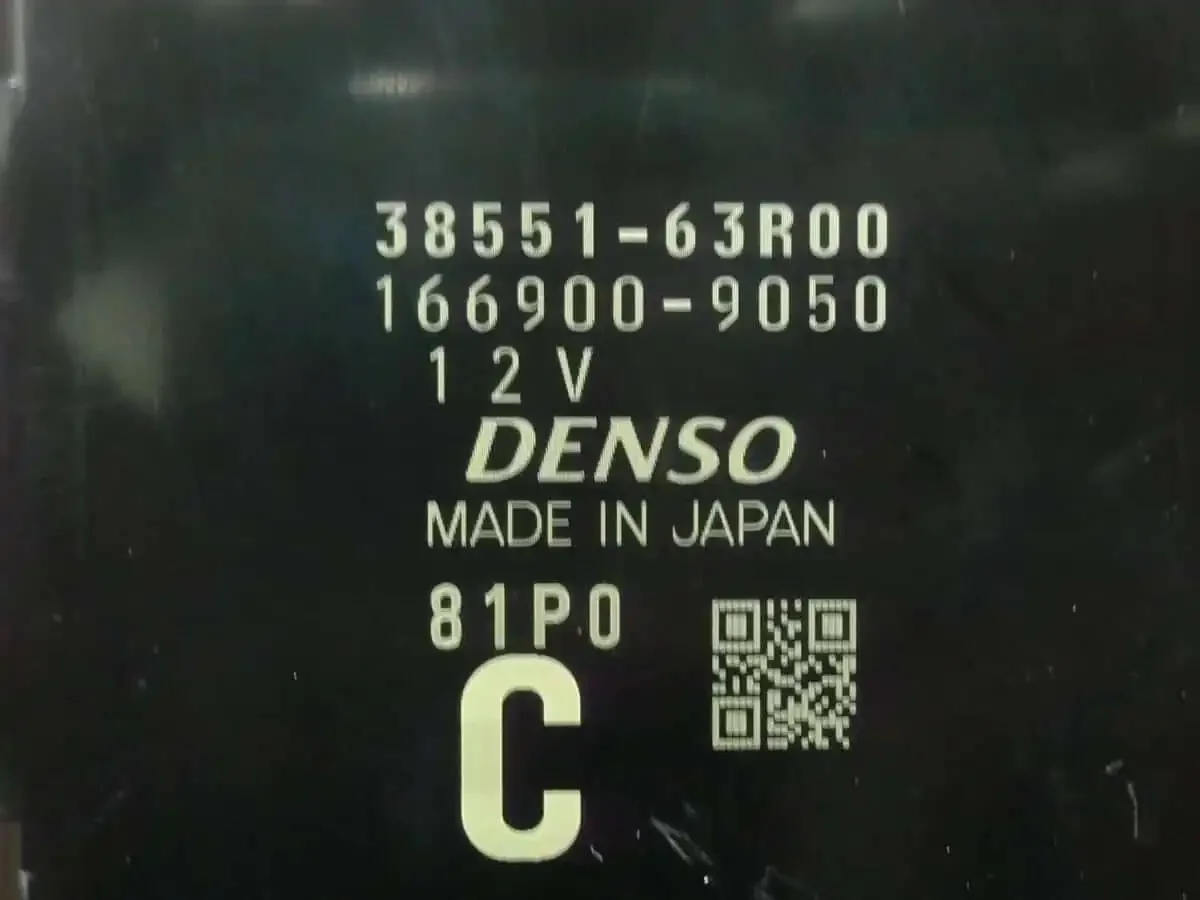 38551-63R00
166900-9050
12V
DENSO
MADE IN JAPAN
81P0
C